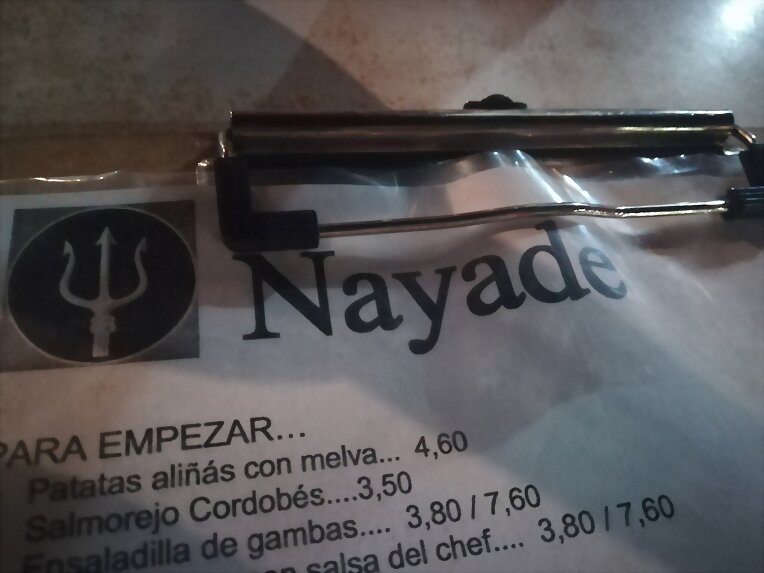 Nayade
PARA EMPEZAR...
Patatas aliñás con melva... 4,60
Salmorejo Cordobés....3,50
Ensaladilla de gambas.... 3,80 / 7,60
salsa del chef.... 3,80 / 7,60